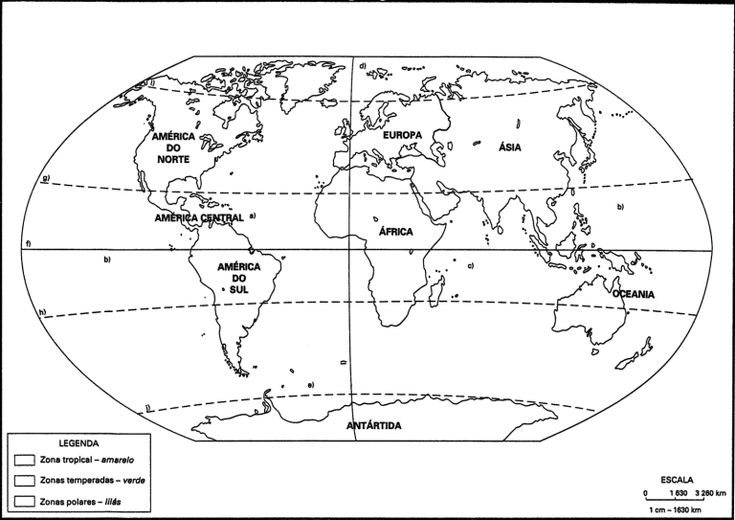 d)
i)
AMÉRICA
DO
NORTE
EUROPA
ÁSIA
g)
b)
AMÉRICA CENTRAL
a)
ÁFRICA
f)
b)
c)
AMÉRICA
DO
SUL
OCEANIA
h)
e)
j)
ANTÁRTIDA
LEGENDA
Zona tropical – amarelo
Zonas temperadas – verde
Zonas polares – lilás
ESCALA
0 1 630 3 260 km
1 cm – 1630 km